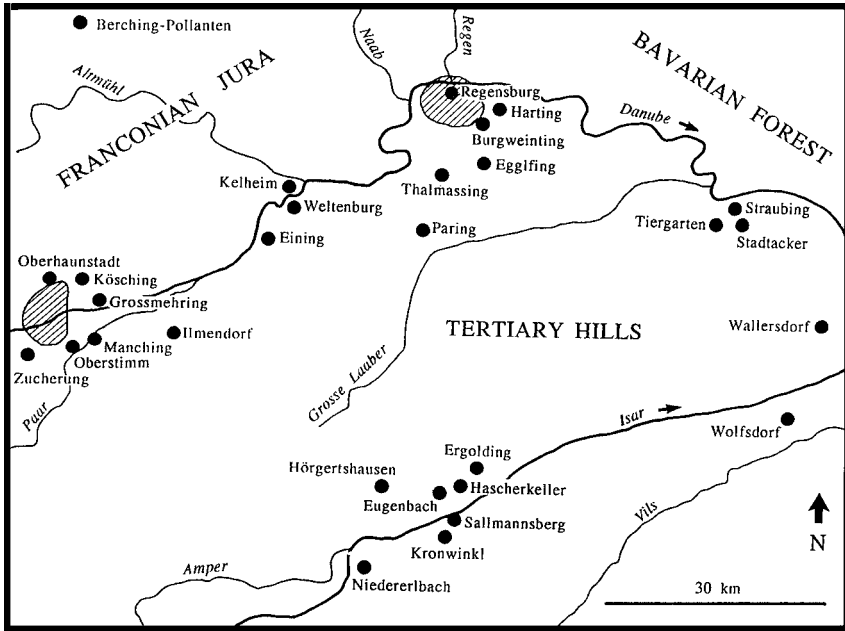 Berching-Pollanten
Naab
Regen
BAVARIAN FOREST
Altmühl
FRANCONIAN JURA
Regensburg
Harting
Danube
Burgweinting
Egglfing
Thalmassing
Kelheim
Weltenburg
Eining
Paring
Straubing
Tiergarten
Stadtacker
Oberhaunstadt
Kösching
Grossmehring
Ilmendorf
Manching
Oberstimm
Zucherung
Paar
TERTIARY HILLS
Wallersdorf
Grosse Laaber
Isar
Wolfsdorf
Ergolding
Hörgertshausen
Hascherkeller
Eugenbach
Sallmannsberg
Kronwinkl
Vils
N
Amper
Niedererlbach
30 km